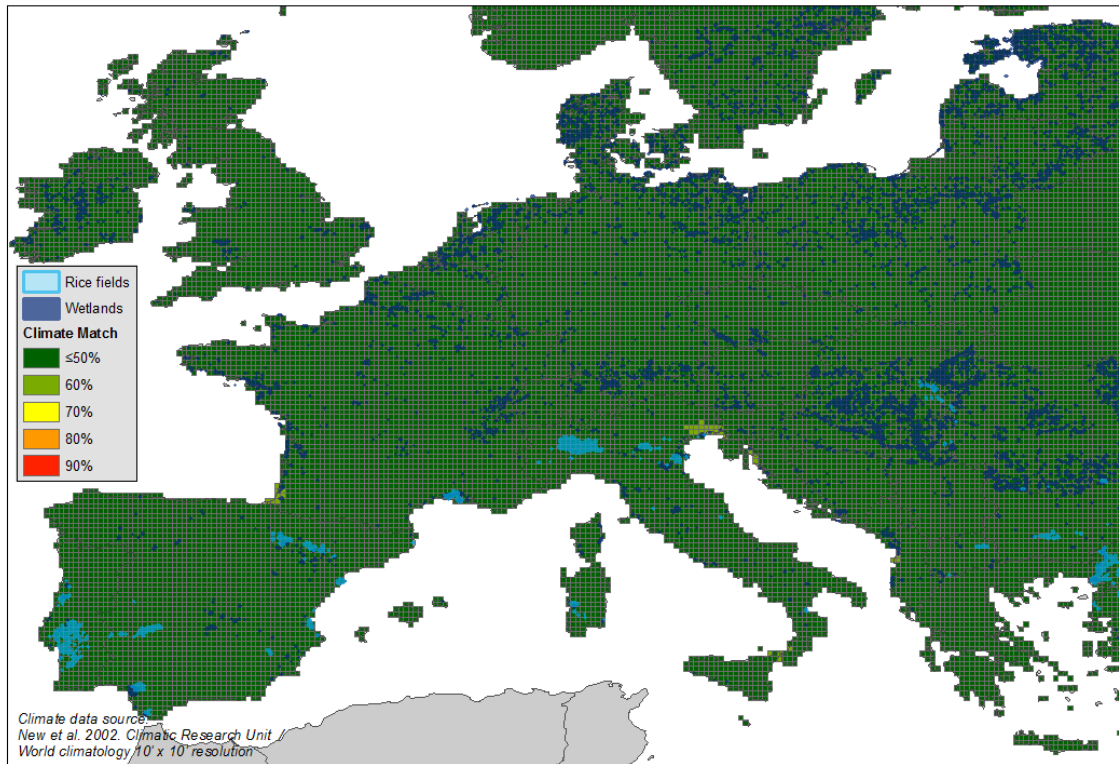 Rice fields
Wetlands
Climate Match
≤50%
60%
70%
80%
90%
Climate data source:
New et al. 2002. Climatic Research Unit /
World climatology 10' x 10' resolution